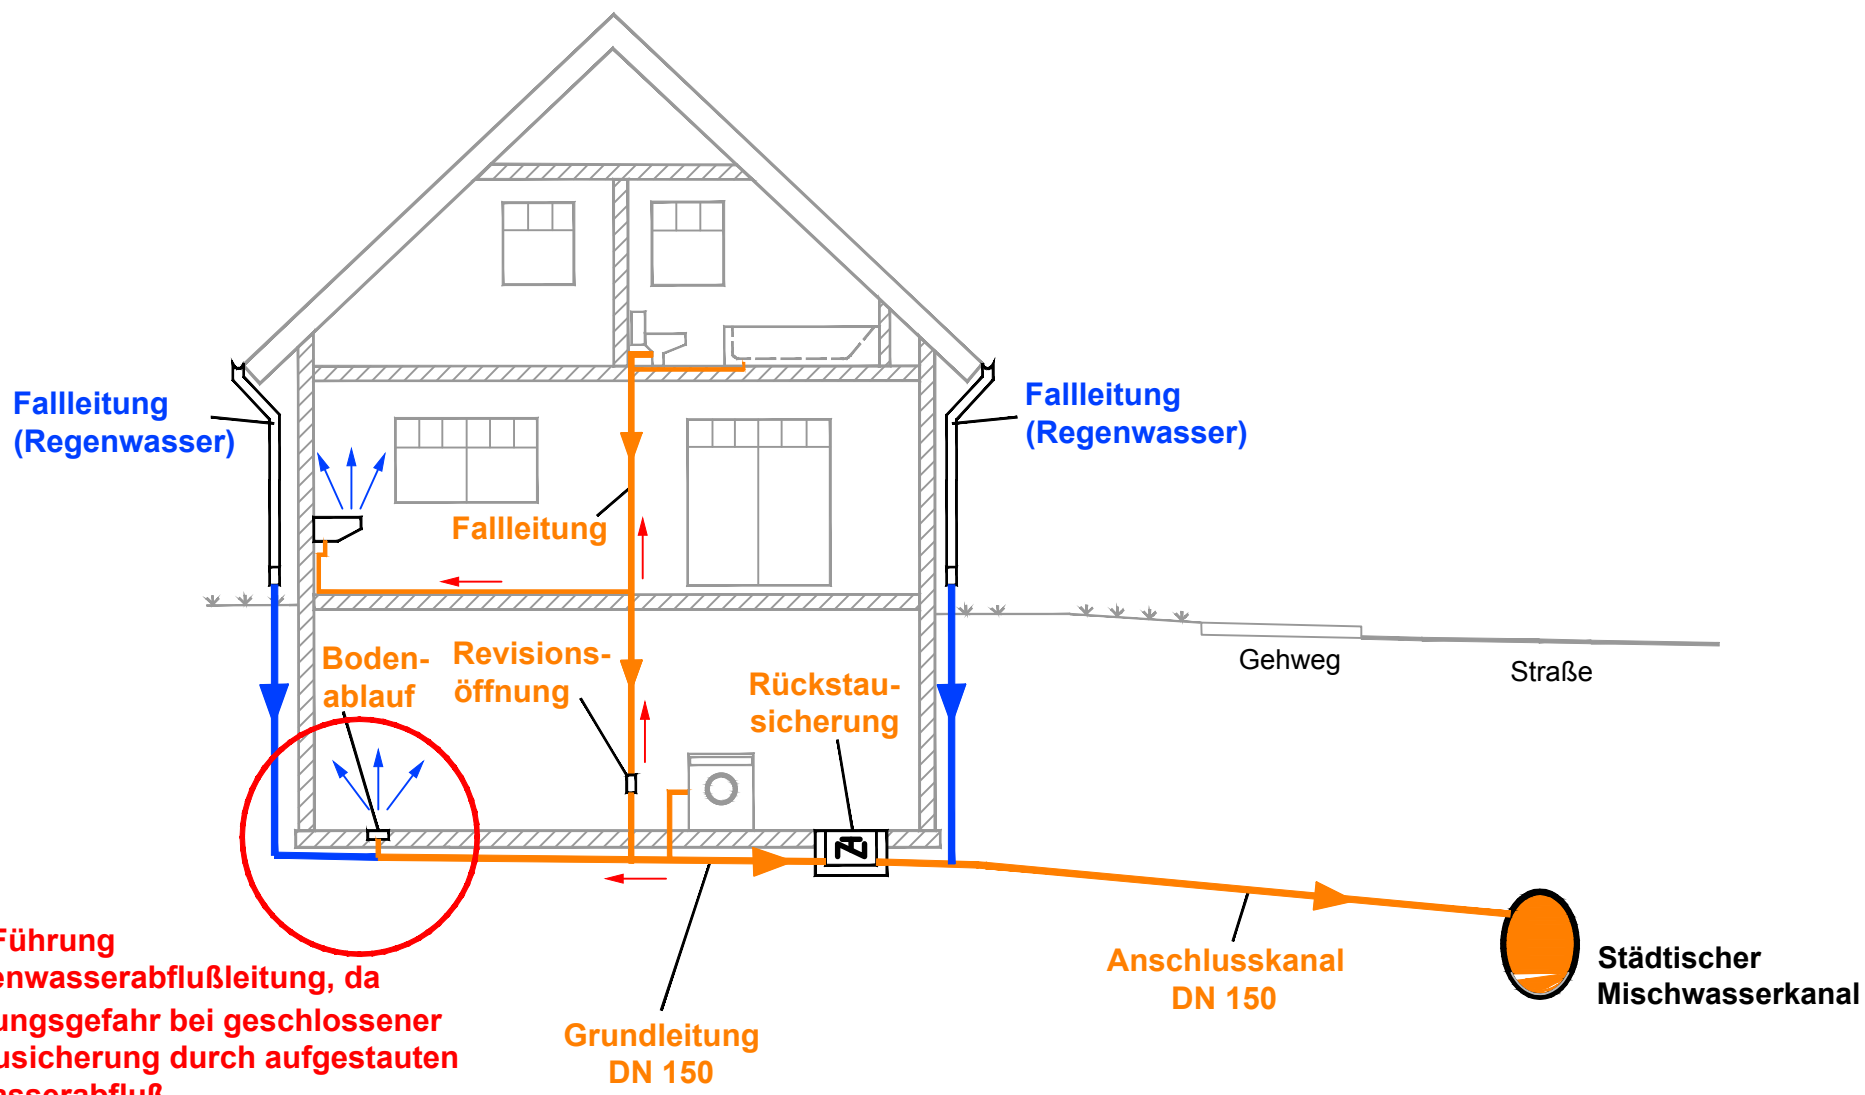 Fallleitung
(Regenwasser)
Fallleitung
(Regenwasser)
Fallleitung
Boden-
ablauf
Revisions-
öffnung
Rückstau-
sicherung
Gehweg
Straße
Führung
enwasserabflußleitung, da
ungsgefahr bei geschlossener
usicherung durch aufgestauten
asserabfluß
Grundleitung
DN 150
Anschlusskanal
DN 150
Städtischer
Mischwasserkanal